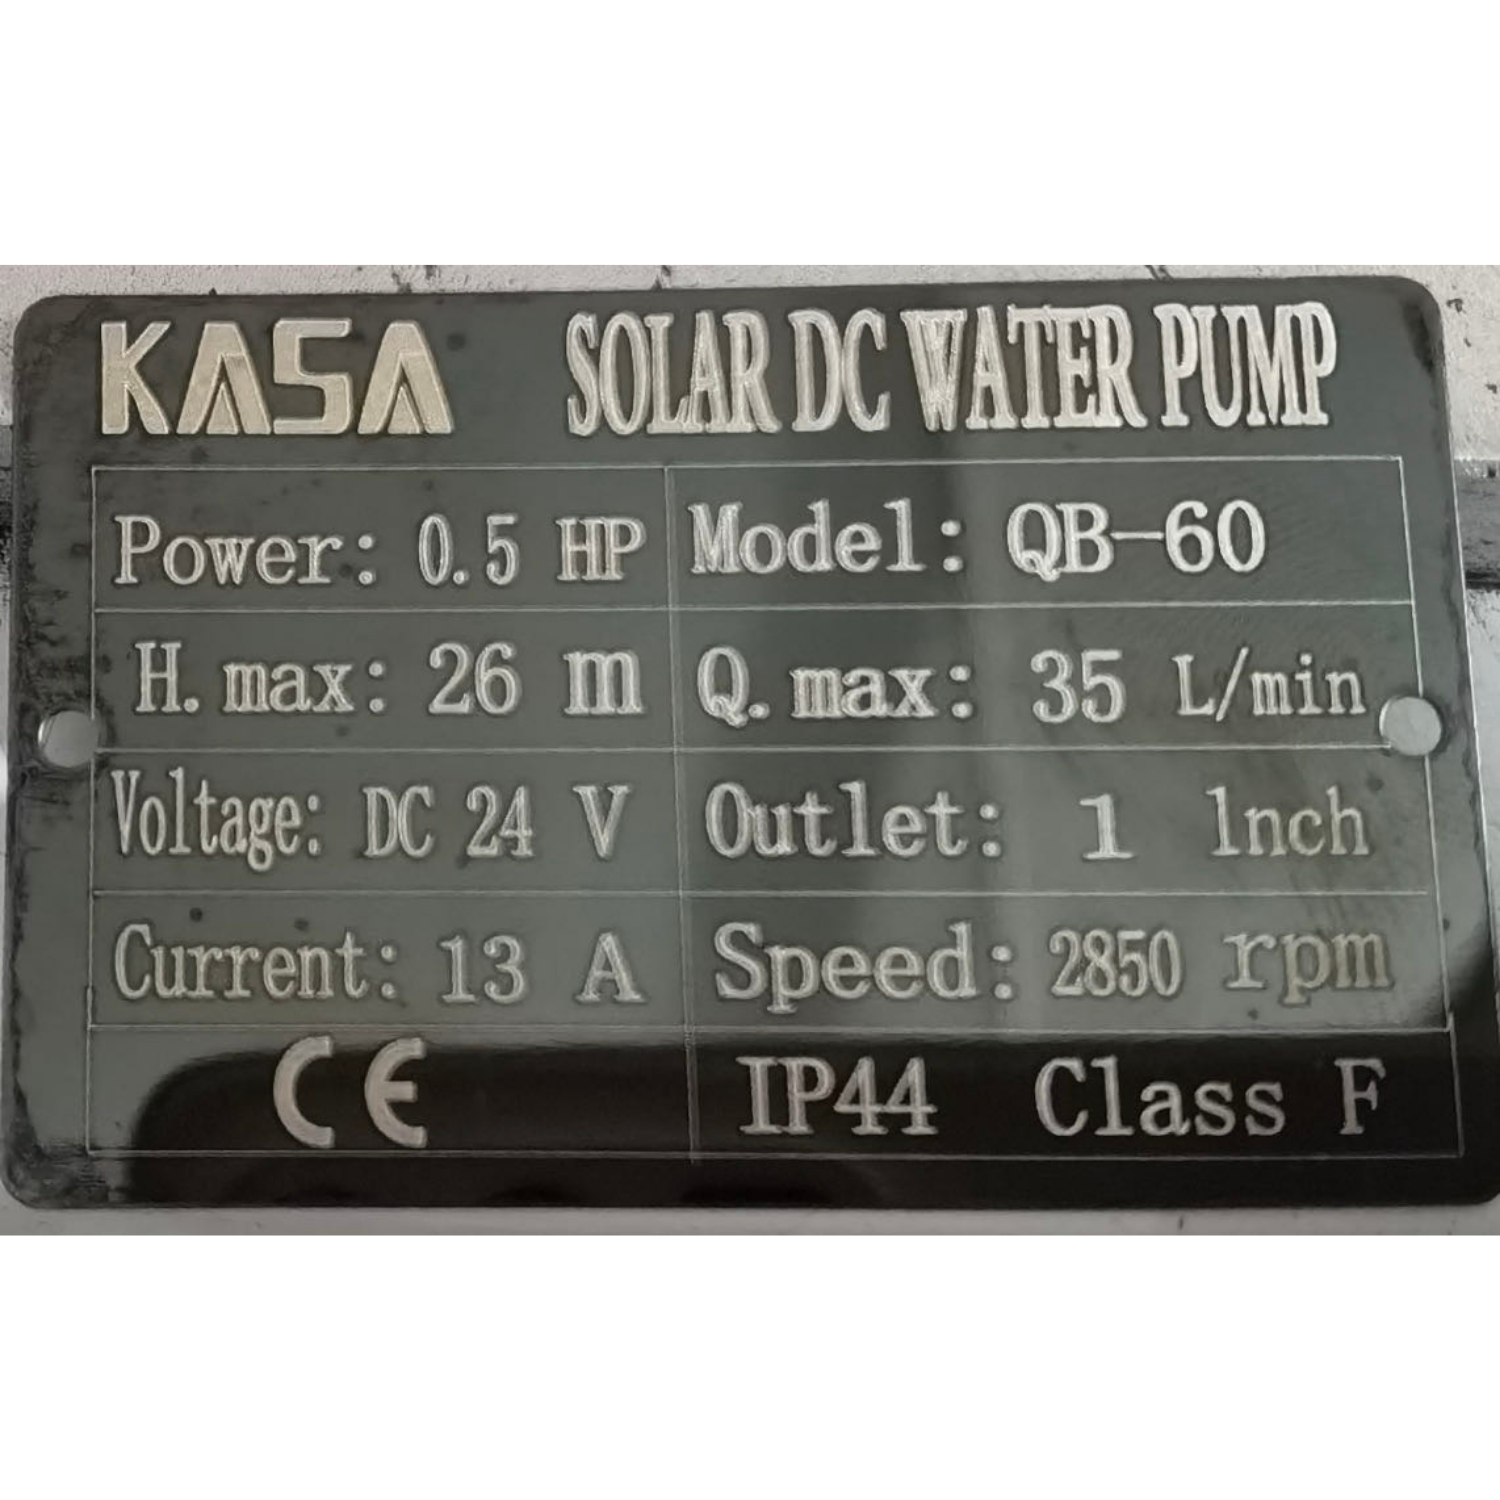 KASA SOLAR DC WATER PUMP
Power: 0.5 HP Model: QB-60
H.max: 26 m Q.max: 35 L/min
Voltage: DC 24 V Outlet: 1 lnch
Current: 13 A Speed: 2850 rpm
CE IP44 Class F